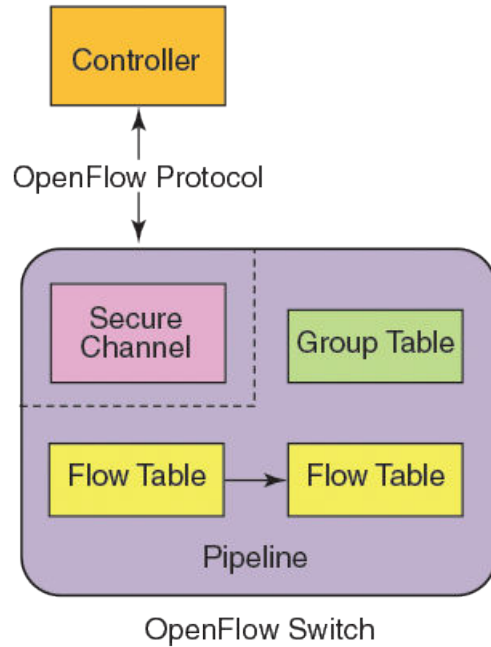 Controller
OpenFlow Protocol
Secure
Channel
Group Table
Flow Table
Flow Table
Pipeline
OpenFlow Switch